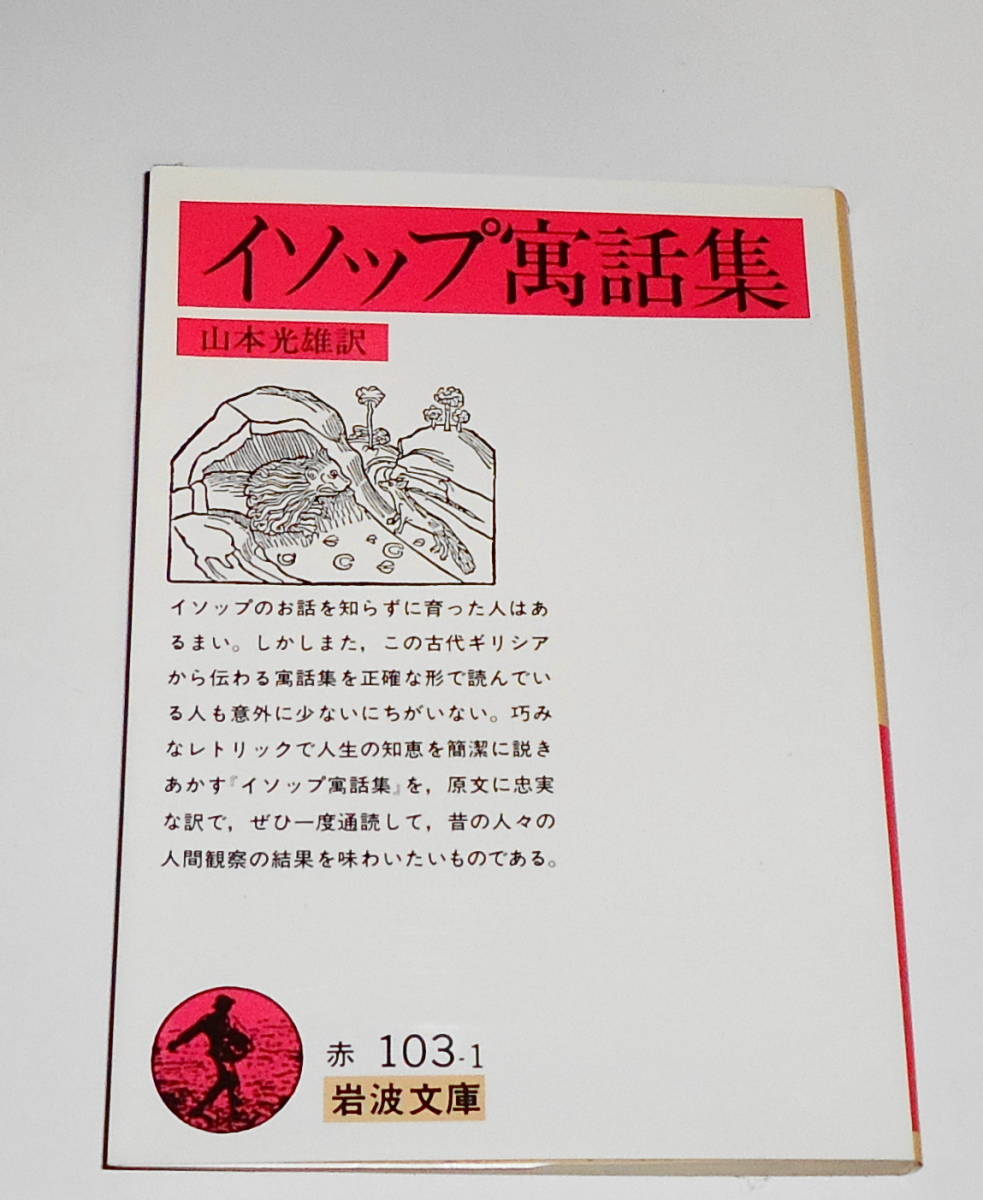 イソップ寓話集
山本光雄訳
イソップのお話を知らずに育った人はあ
るまい。しかしまた，この古代ギリシア
から伝わる寓話集を正確な形で読んでい
る人も意外に少ないにちがいない。巧み
なレトリックで人生の知恵を簡潔に説き
あかす『イソップ寓話集』を，原文に忠実
な訳で，ぜひ一度通読して，昔の人々の
人間観察の結果を味わいたいものである。
赤 103-1
岩波文庫